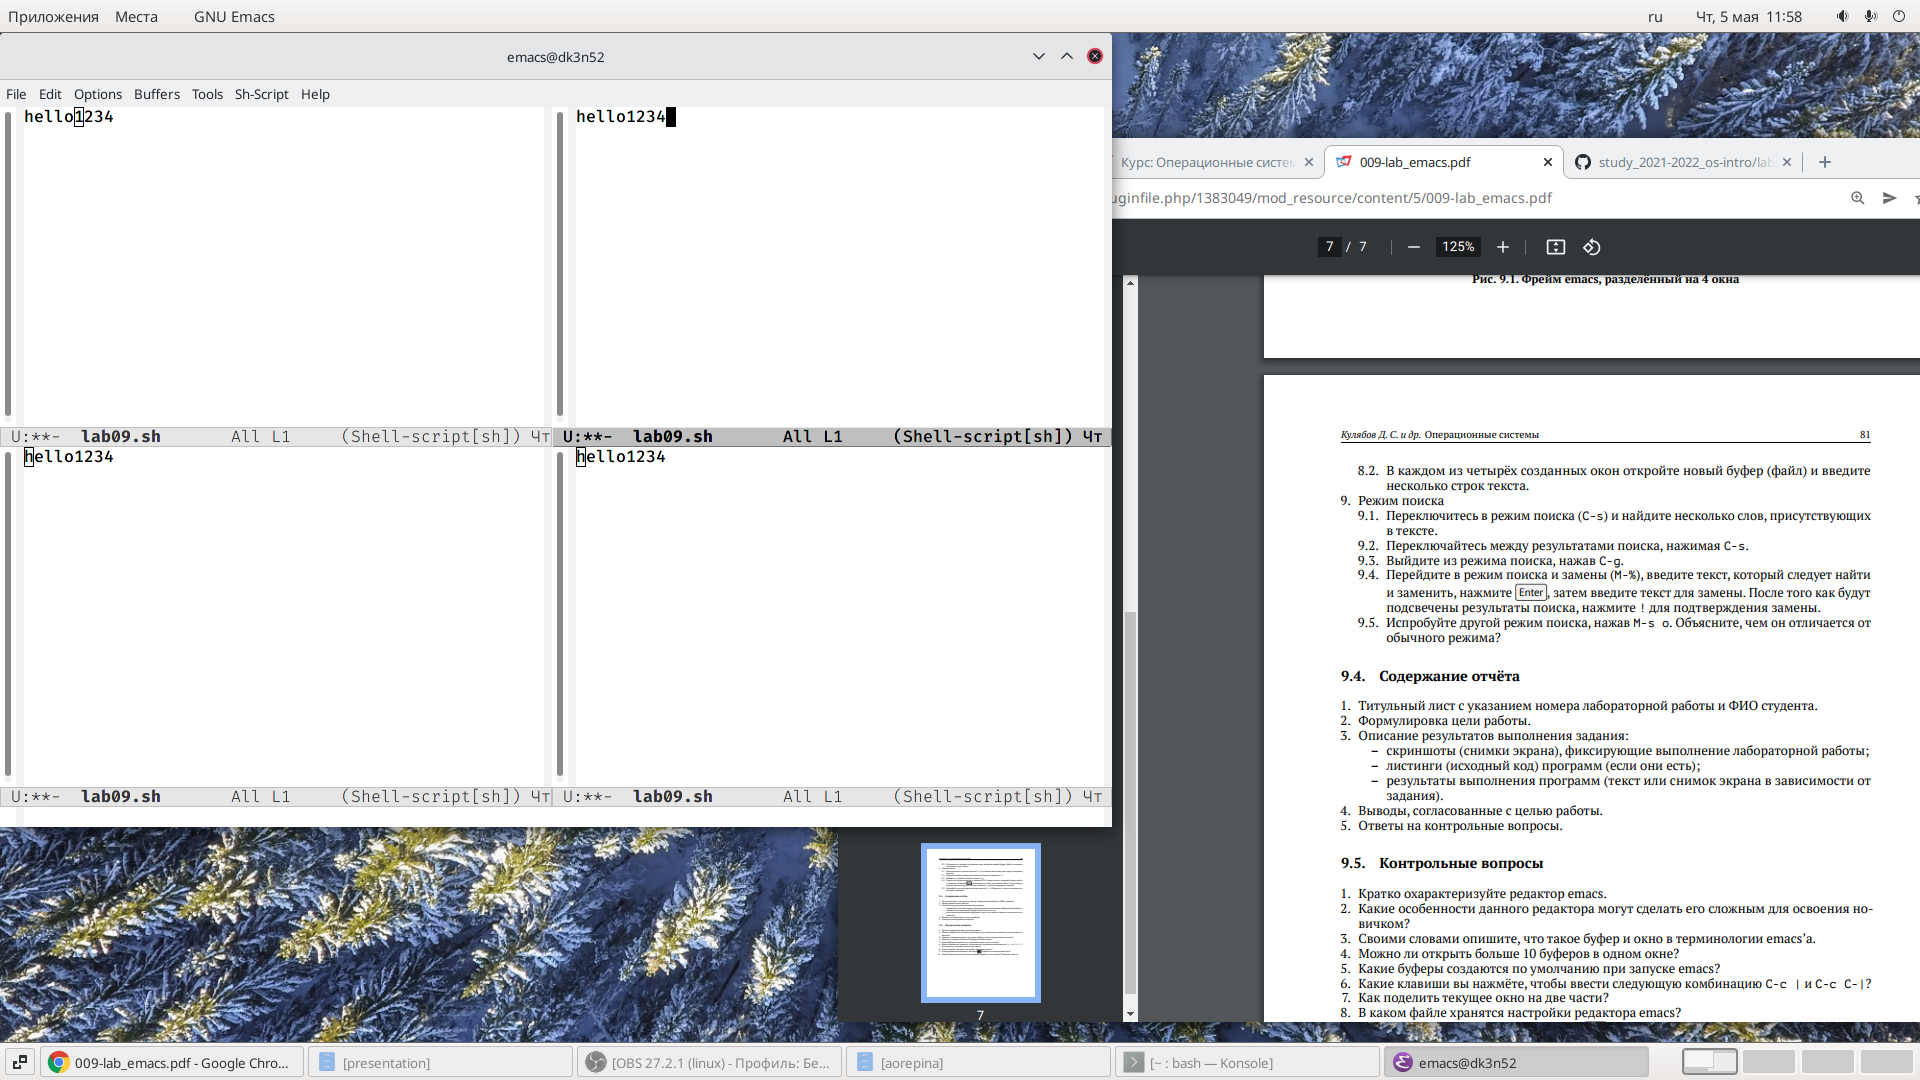 Приложения Места GNU Emacs ru Чт, 5 мая 11:58
emacs@dk3n52
File Edit Options Buffers Tools Sh-Script Help
hello1234 hello1234
U:**- lab09.sh All L1 (Shell-script[sh]) Чт U:**- lab09.sh All L1 (Shell-script[sh]) Чт
hello1234 hello1234
U:**- lab09.sh All L1 (Shell-script[sh]) Чт U:**- lab09.sh All L1 (Shell-script[sh]) Чт
Курс: Операционные систем 009-lab_emacs.pdf study_2021-2022_os-intro/lab
uginfile.php/1383049/mod_resource/content/5/009-lab_emacs.pdf
7 / 7 125%
Рис. 9.1. Фрейм emacs, разделённый на 4 окна
Кулябов Д. С. и др. Операционные системы 81
8.2. В каждом из четырёх созданных окон откройте новый буфер (файл) и введите
несколько строк текста.
9. Режим поиска
9.1. Переключитесь в режим поиска (C-s) и найдите несколько слов, присутствующих
в тексте.
9.2. Переключайтесь между результатами поиска, нажимая C-s.
9.3. Выйдите из режима поиска, нажав C-g.
9.4. Перейдите в режим поиска и замены (M-%), введите текст, который следует найти
и заменить, нажмите Enter, затем введите текст для замены. После того как будут
подсвечены результаты поиска, нажмите ! для подтверждения замены.
9.5. Испробуйте другой режим поиска, нажав M-s o. Объясните, чем он отличается от
обычного режима?
9.4. Содержание отчёта
1. Титульный лист с указанием номера лабораторной работы и ФИО студента.
2. Формулировка цели работы.
3. Описание результатов выполнения задания:
– скриншоты (снимки экрана), фиксирующие выполнение лабораторной работы;
– листинги (исходный код) программ (если они есть);
– результаты выполнения программ (текст или снимок экрана в зависимости от
задания).
4. Выводы, согласованные с целью работы.
5. Ответы на контрольные вопросы.
9.5. Контрольные вопросы
1. Кратко охарактеризуйте редактор emacs.
2. Какие особенности данного редактора могут сделать его сложным для освоения но-
вичком?
3. Своими словами опишите, что такое буфер и окно в терминологии emacs’а.
4. Можно ли открыть больше 10 буферов в одном окне?
5. Какие буферы создаются по умолчанию при запуске emacs?
6. Какие клавиши вы нажмёте, чтобы ввести следующую комбинацию C-c | и C-c C-|?
7. Как поделить текущее окно на две части?
8. В каком файле хранятся настройки редактора emacs?
7
009-lab_emacs.pdf - Google Chro... [presentation] [OBS 27.2.1 (linux) - Профиль: Бе... [aorepina] [~ : bash — Konsole] emacs@dk3n52